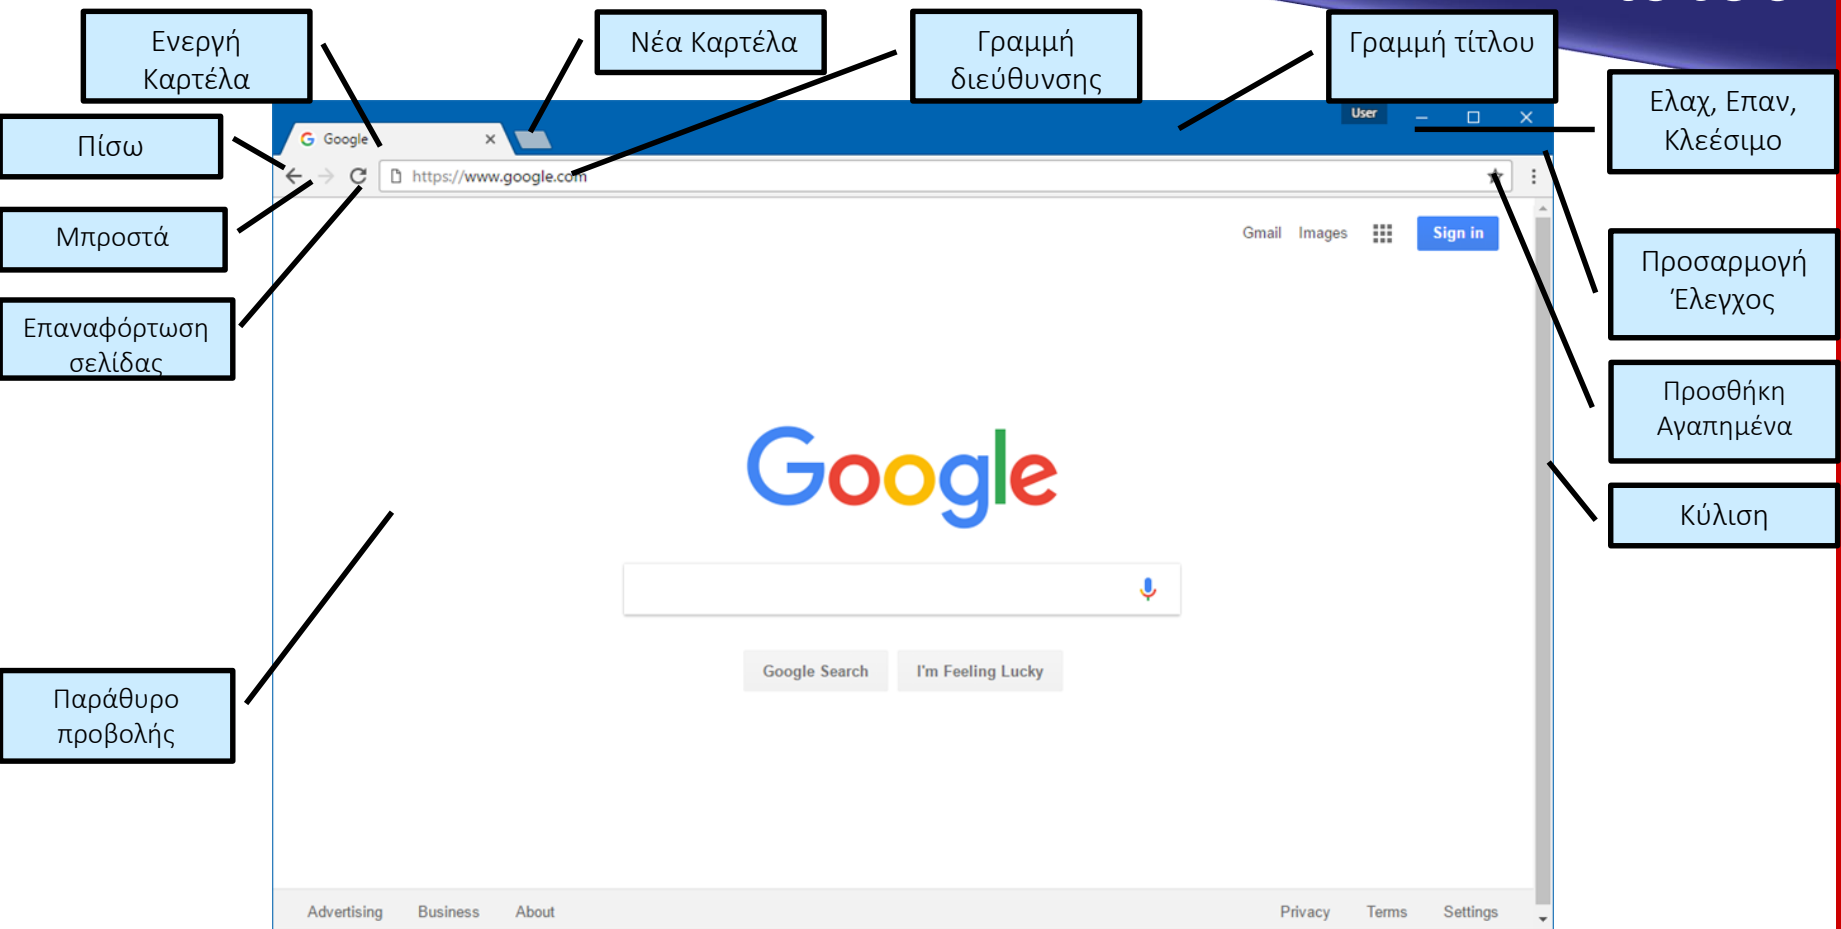 Ενεργή
Καρτέλα
Νέα Καρτέλα
Γραμμή
διεύθυνσης
Γραμμή τίτλου
Ελαχ, Επαν,
Κλεέσιμο
User
Πίσω
Google
https://www.google.com
Μπροστά
Gmail Images
Sign in
Προσαρμογή
Έλεγχος
Επαναφόρτωση
σελίδας
Προσθήκη
Αγαπημένα
Google
Κύλιση
Google Search
I'm Feeling Lucky
Παράθυρο
προβολής
Advertising Business About
Privacy Terms Settings